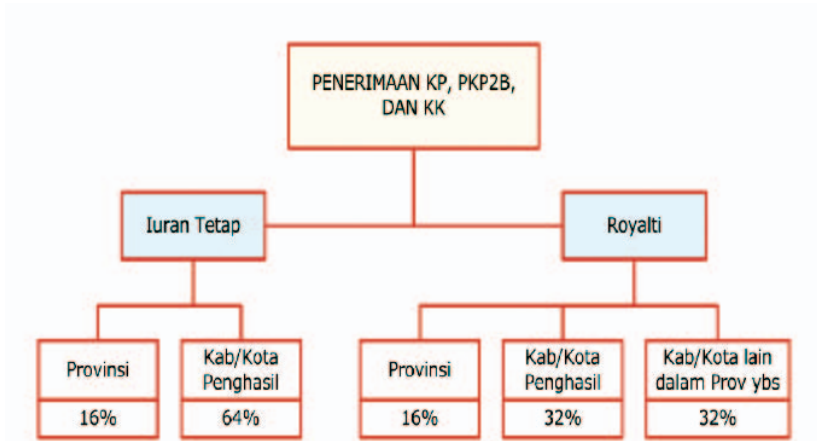 PENERIMAAN KP, PKP2B,
DAN KK
Iuran Tetap
Royalti
Provinsi
16%
Kab/Kota
Penghasil
64%
Provinsi
16%
Kab/Kota
Penghasil
32%
Kab/Kota lain
dalam Prov ybs
32%